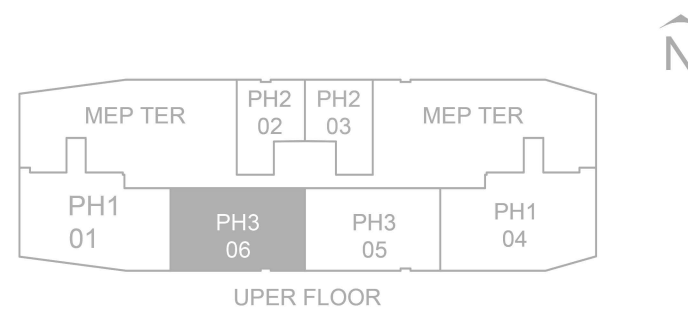 N
MEP TER
PH2
02
PH2
03
MEP TER
PH1
01
PH3
06
PH3
05
PH1
04
UPER FLOOR